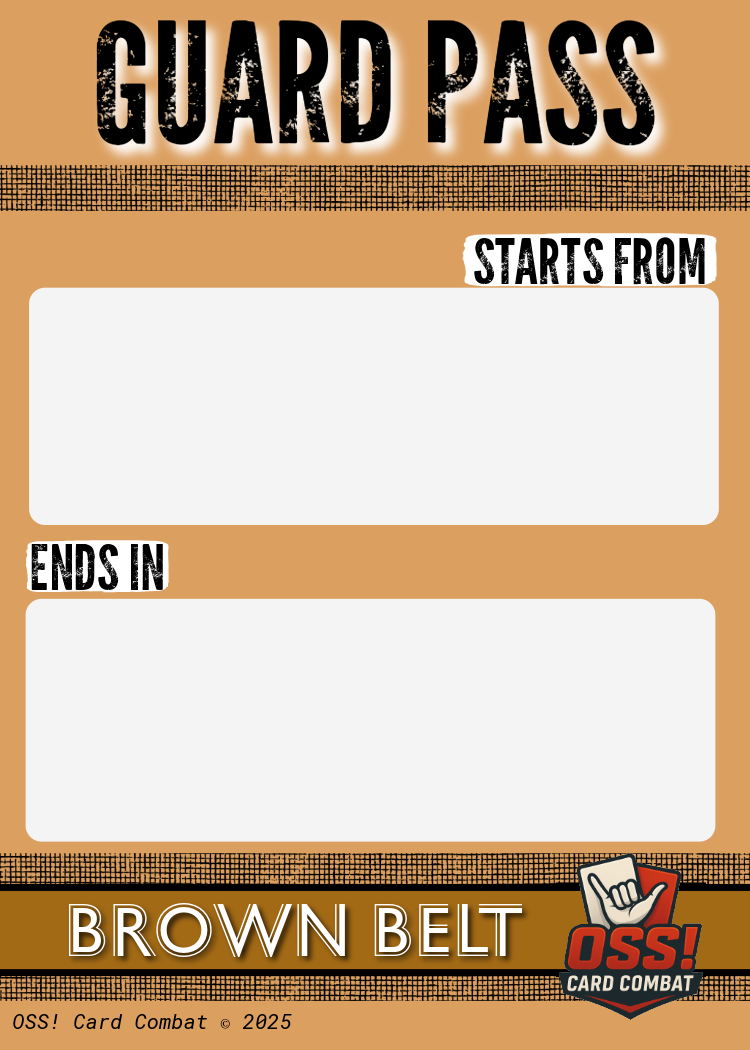 GUARD PASS
STARTS FROM
ENDS IN
BROWN BELT
OSS!
CARD COMBAT
OSS! Card Combat © 2025